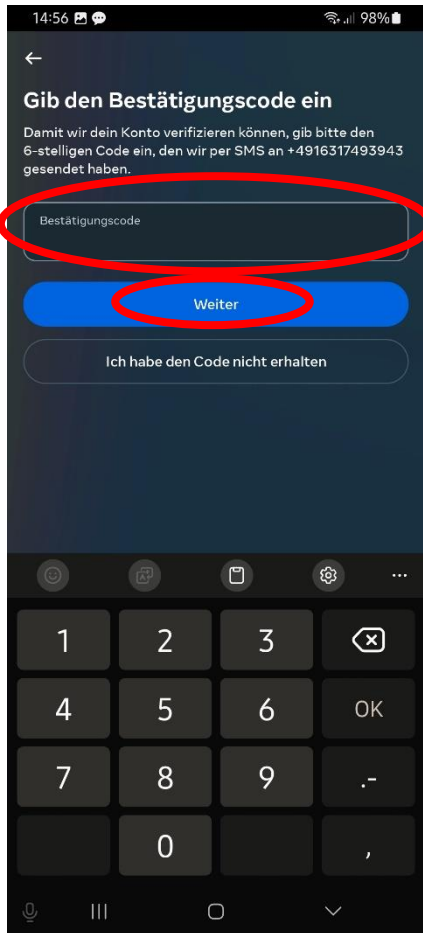 14:56 98%
Gib den Bestätigungscode ein
Damit wir dein Konto verifizieren können, gib bitte den
6-stelligen Code ein, den wir per SMS an +4916317493943
gesendet haben.
Bestätigungscode
Weiter
Ich habe den Code nicht erhalten
1 2 3
4 5 6 OK
7 8 9 .-
0 ,